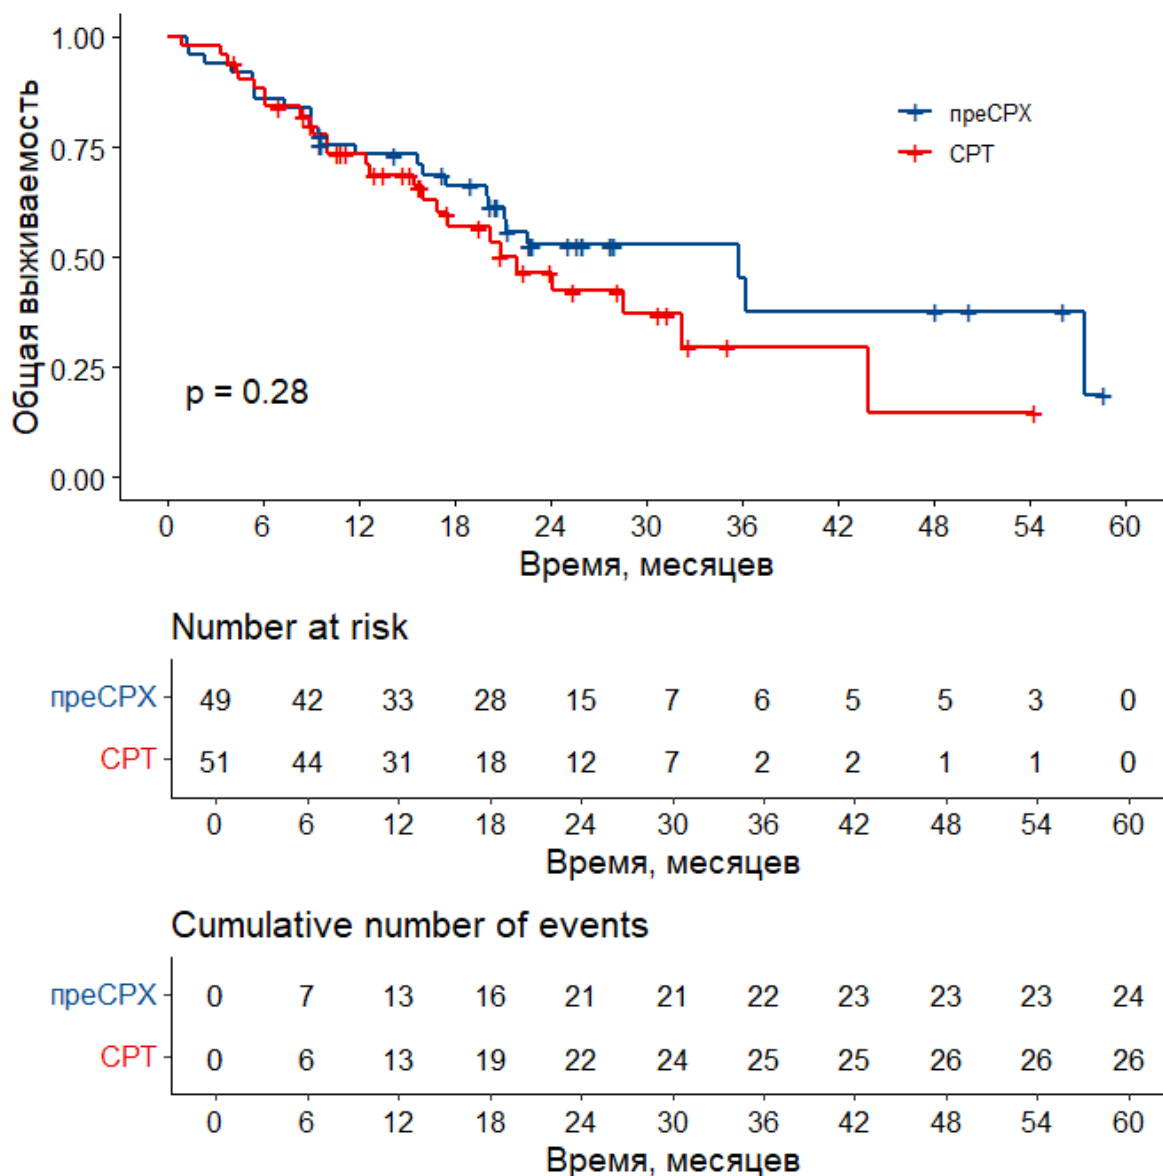 Общая выживаемость
1.00
0.75
0.50
0.25
0.00
преСРХ
СРТ
p = 0.28
0 6 12 18 24 30 36 42 48 54 60
Время, месяцев
Number at risk
преСРХ 49 42 33 28 15 7 6 5 5 3 0
СРТ 51 44 31 18 12 7 2 2 1 1 0
0 6 12 18 24 30 36 42 48 54 60
Время, месяцев
Cumulative number of events
преСРХ 0 7 13 16 21 21 22 23 23 23 24
СРТ 0 6 13 19 22 24 25 25 26 26 26
0 6 12 18 24 30 36 42 48 54 60
Время, месяцев